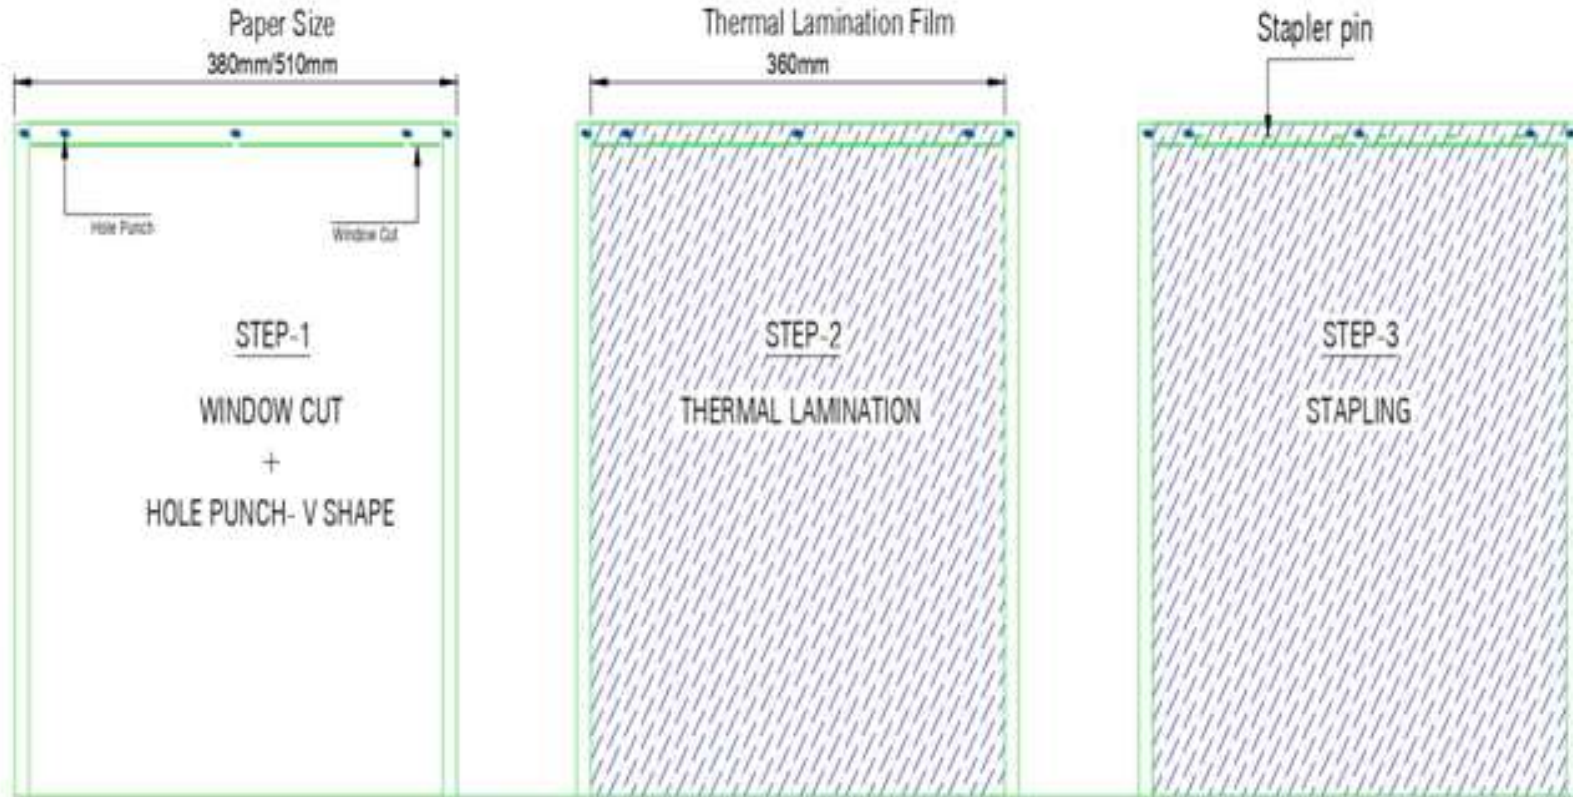 Paper Size
380mm/510mm
Hole Punch
Window Cut
STEP-1
WINDOW CUT
+
HOLE PUNCH- V SHAPE
Thermal Lamination Film
360mm
STEP-2
THERMAL LAMINATION
Stapler pin
STEP-3
STAPLING